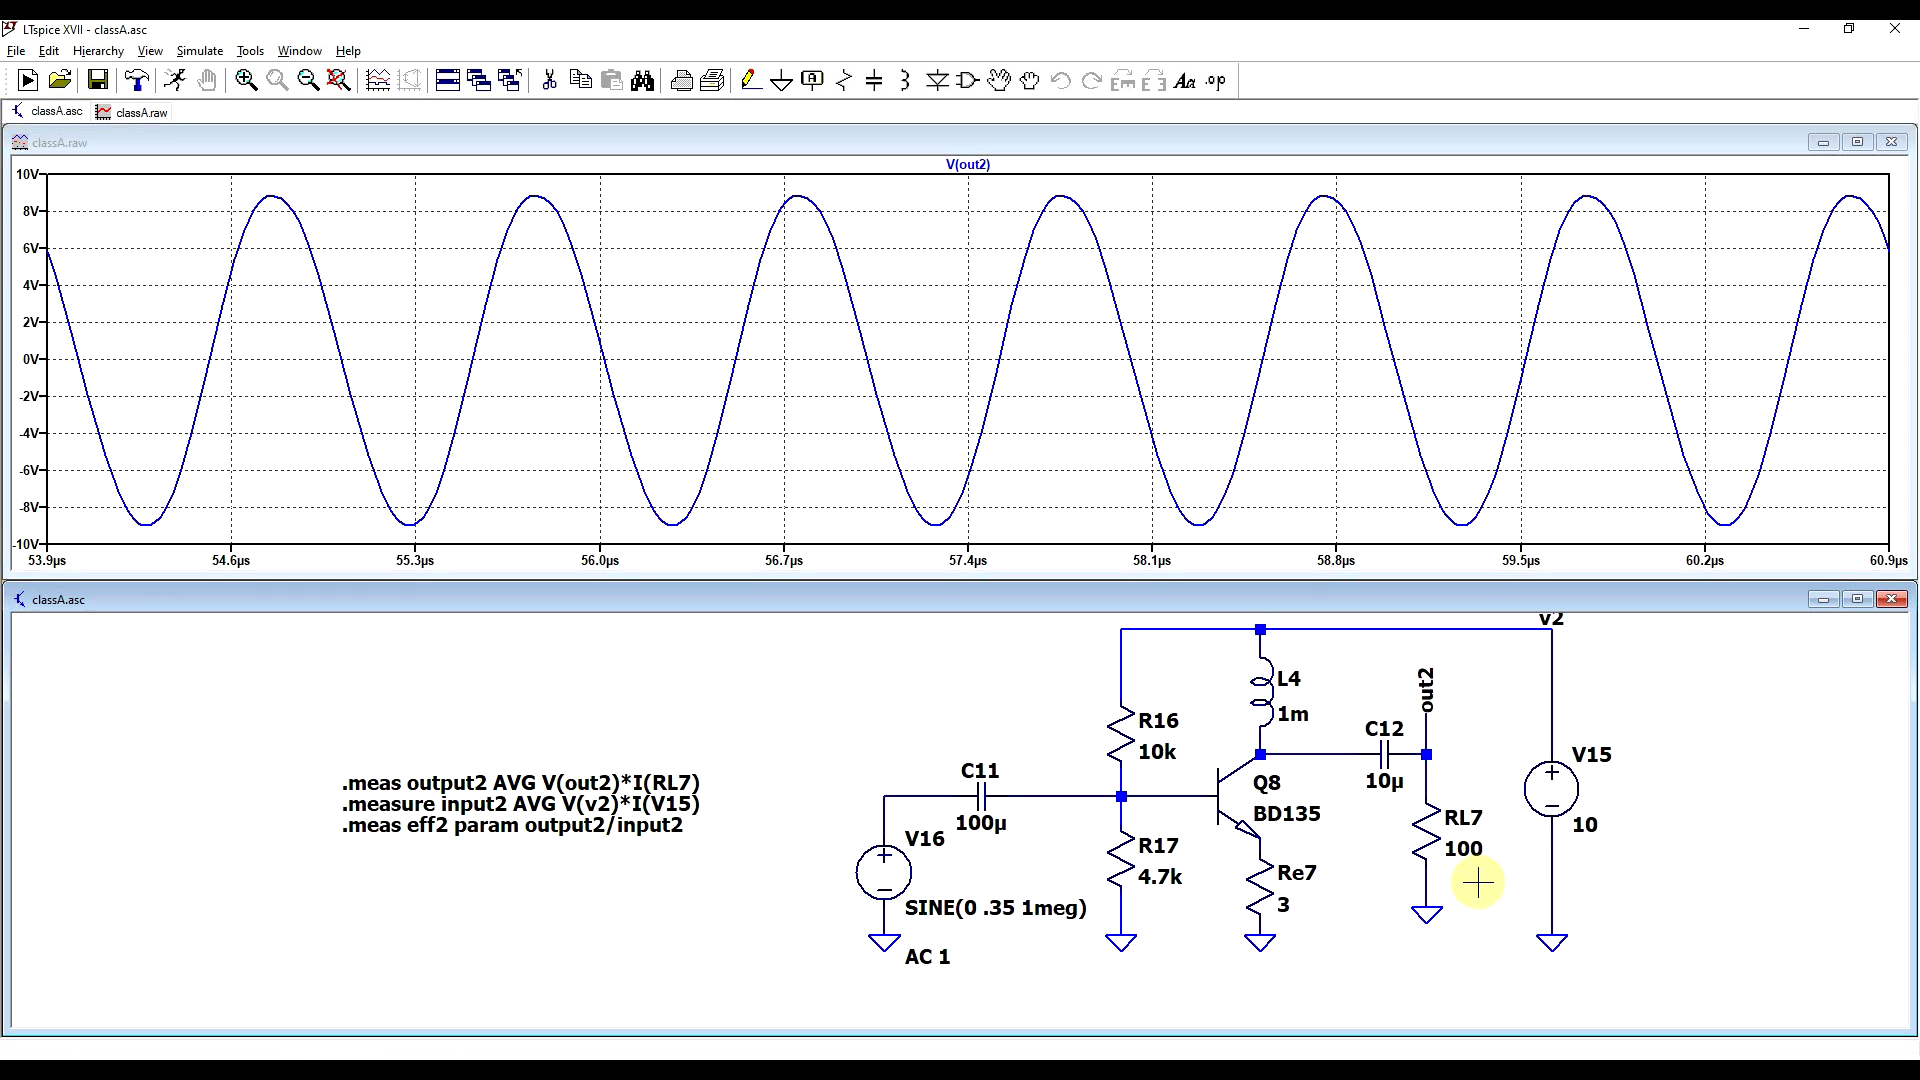 LTspice XVII - classA.asc
File Edit Hierarchy View Simulate Tools Window Help
classA.asc classA.raw
classA.raw
V(out2)
10V
8V
6V
4V
2V
0V
-2V
-4V
-6V
-8V
-10V
53.9µs 54.6µs 55.3µs 56.0µs 56.7µs 57.4µs 58.1µs 58.8µs 59.5µs 60.2µs 60.9µs
classA.asc
v2
L4
1m
out2
R16
10k
C12
10µ
V15
10
C11
100µ
Q8
BD135
.meas output2 AVG V(out2)*I(RL7)
.measure input2 AVG V(v2)*I(V15)
.meas eff2 param output2/input2
V16
SINE(0 .35 1meg)
AC 1
R17
4.7k
RL7
100
Re7
3